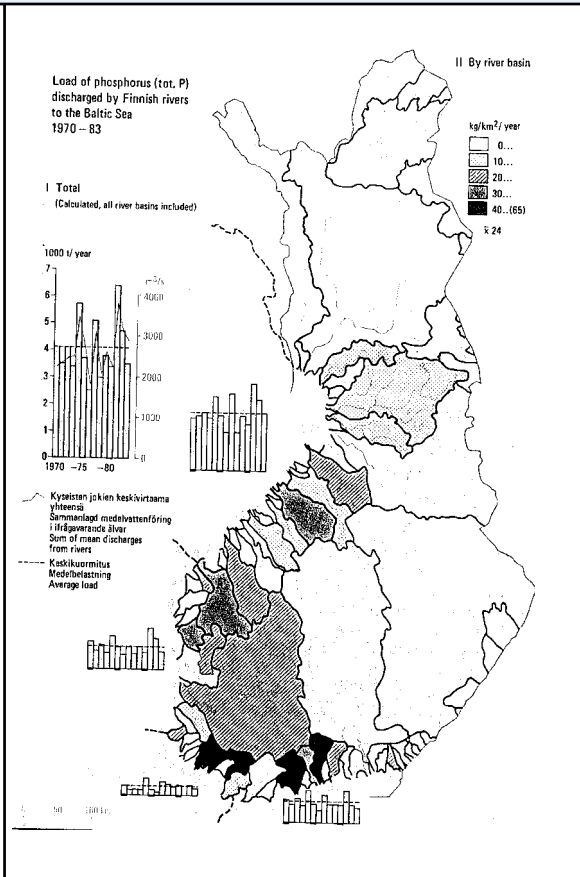 Load of phosphorus (tot. P)
discharged by Finnish rivers
to the Baltic Sea
1970 – 83
II By river basin
kg/km²/ year
0...
10...
20...
30...
40..(65)
x̄ 24
I Total
(Calculated, all river basins included)
1000 t/ year
m³/s
7
6
5
4
3
2
1
0
4000
3000
2000
1000
0
1970 –75 –80
Kyseisten jokien keskivirtaama
yhteensä
Sammanlagd medelvattenföring
i ifrågavarande älvar
Sum of mean discharges
from rivers
Keskikuormitus
Medelbelastning
Average load
50